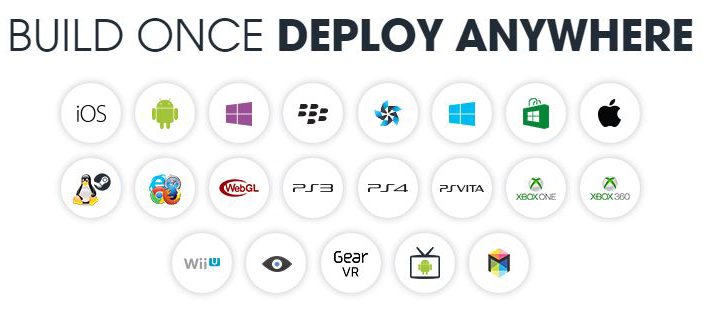 BUILD ONCE DEPLOY ANYWHERE
iOS
WebGL PS3 PS4 PSVITA XBOX ONE XBOX 360
Wii U Gear VR